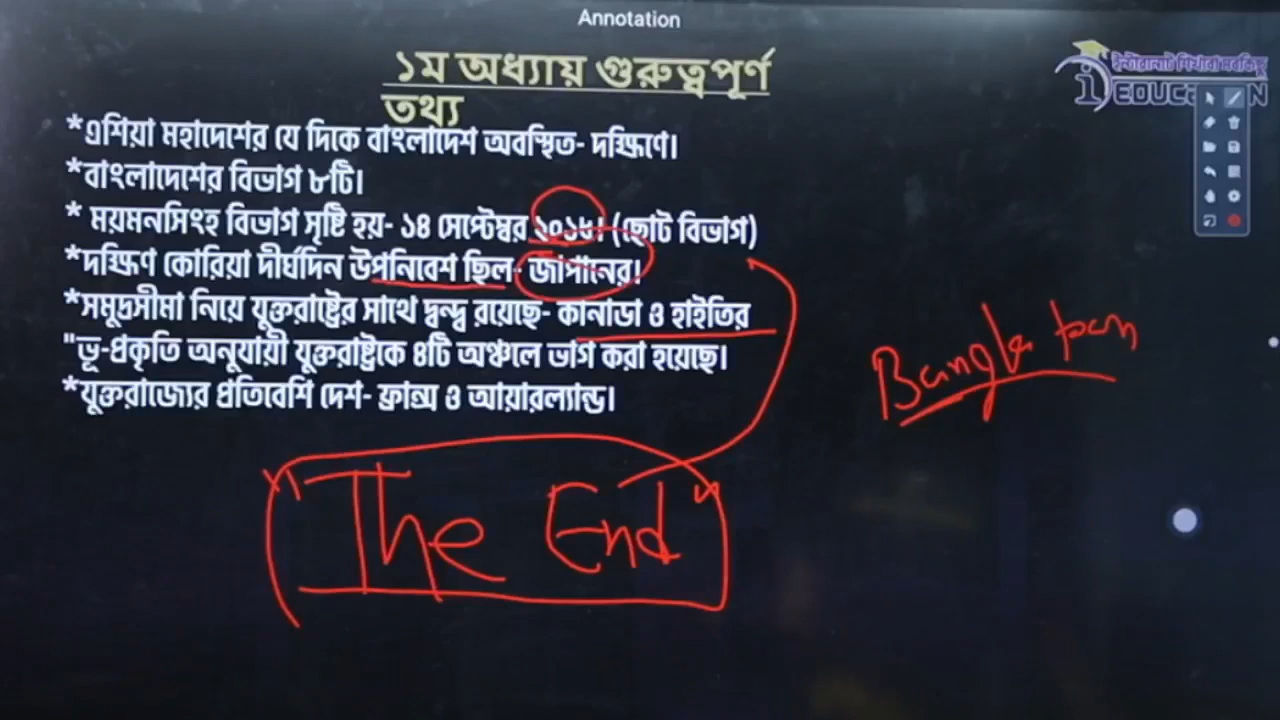 Annotation
১ম অধ্যায় গুরুত্বপূর্ণ
তথ্য
*এশিয়া মহাদেশের যে দিকে বাংলাদেশ অবস্থিত- দক্ষিণে।
*বাংলাদেশের বিভাগ ৮টি।
* ময়মনসিংহ বিভাগ সৃষ্টি হয়- ১৪ সেপ্টেম্বর ২০১৫। (ছোট বিভাগ)
*দক্ষিণ কোরিয়া দীর্ঘদিন উপনিবেশ ছিল- জাপানের।
*সমুদ্রসীমা নিয়ে যুক্তরাষ্ট্রের সাথে দ্বন্দ্ব রয়েছে- কানাডা ও হাইতির
"ভূ-প্রকৃতি অনুযায়ী যুক্তরাষ্ট্রকে ৪টি অঞ্চলে ভাগ করা হয়েছে।
*যুক্তরাজ্যের প্রতিবেশি দেশ- ফ্রান্স ও আয়ারল্যান্ড।
"The End"
EDUCATION